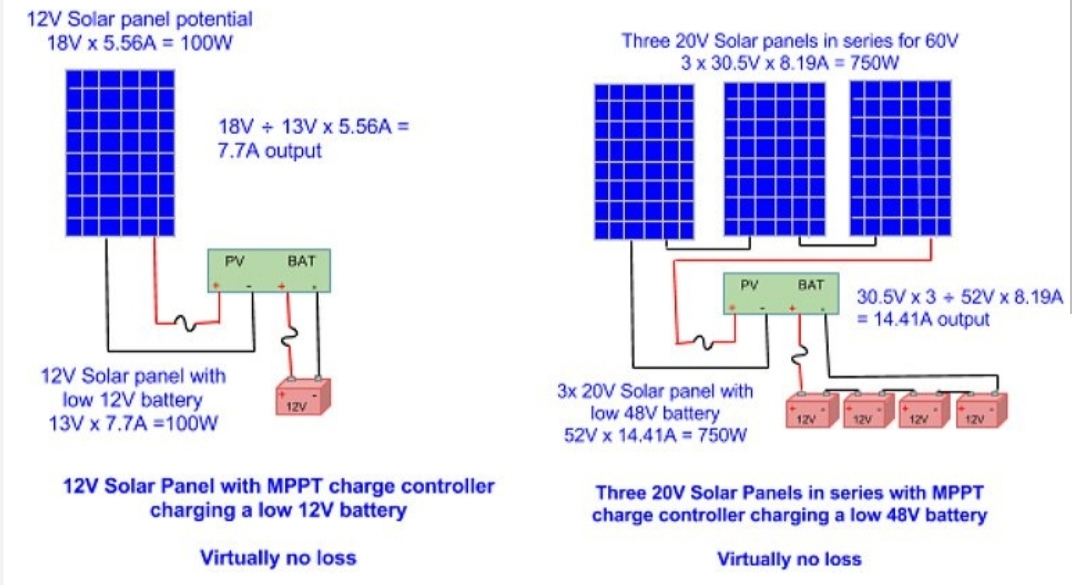 12V Solar panel potential
18V x 5.56A = 100W
18V ÷ 13V x 5.56A =
7.7A output
PV BAT
+ - + -
12V Solar panel with
low 12V battery
13V x 7.7A =100W
+ -
12V
12V Solar Panel with MPPT charge controller
charging a low 12V battery
Virtually no loss
Three 20V Solar panels in series for 60V
3 x 30.5V x 8.19A = 750W
PV BAT
+ - + -
30.5V x 3 ÷ 52V x 8.19A
= 14.41A output
3x 20V Solar panel with
low 48V battery
52V x 14.41A = 750W
+ - + - + - + -
12V 12V 12V 12V
Three 20V Solar Panels in series with MPPT
charge controller charging a low 48V battery
Virtually no loss